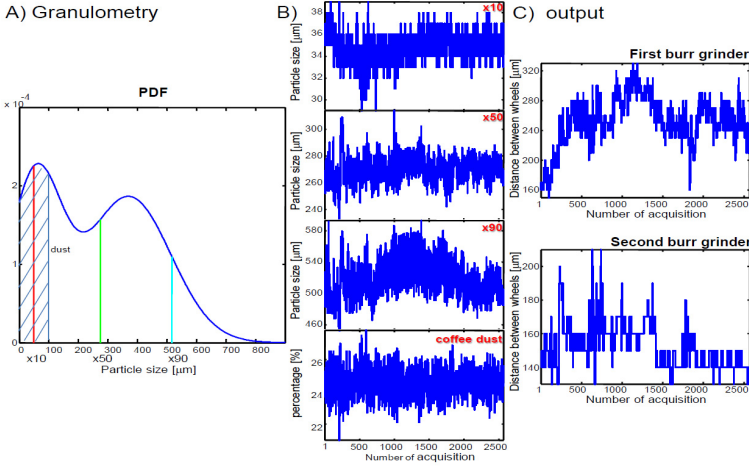 A) Granulometry
PDF
x 10 -4
2
1
0
dust
0 100 200 300 400 500 600 700 800
x10 x50 x90
Particle size [µm]
B)
x10
Particle size [µm]
38
36
34
32
30
x50
Particle size [µm]
300
280
260
240
x90
Particle size [µm]
580
540
500
460
coffee dust
percentage [%]
26
24
22
1 500 1000 1500 2000 2500
Number of acquisition
C) output
First burr grinder
Distance between wheels [µm]
320
280
240
200
160
1 500 1000 1500 2000 2500
Number of acquisition
Second burr grinder
Distance between wheels [µm]
200
180
160
140
1 500 1000 1500 2000 2500
Number of acquisition